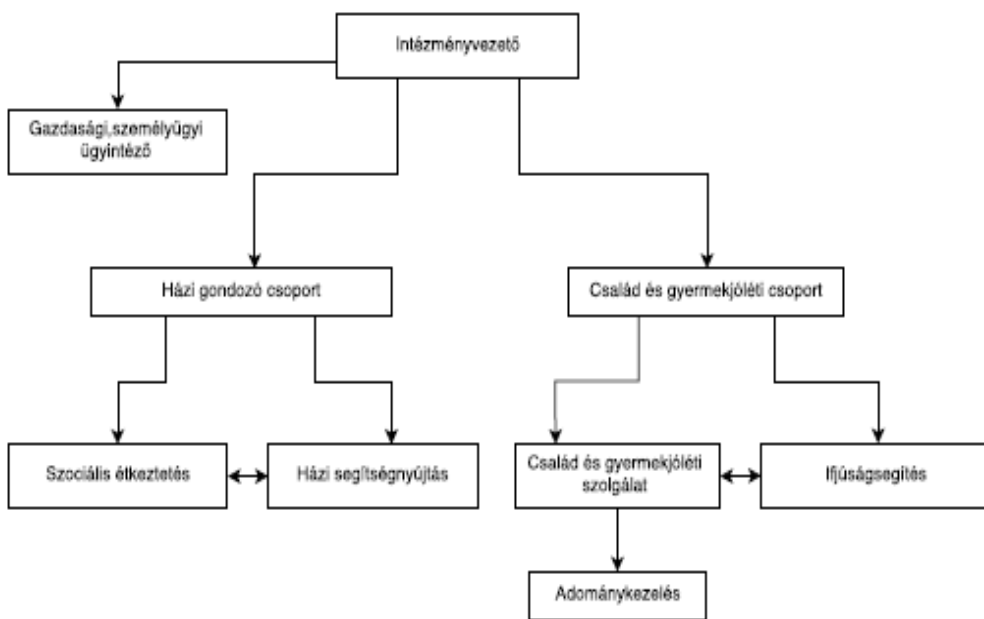 Intézményvezető
Gazdasági,személyügyi
ügyintéző
Házi gondozó csoport
Család és gyermekjóléti csoport
Szociális étkeztetés
Házi segítségnyújtás
Család és gyermekjóléti
szolgálat
Ifjúságsegítés
Adománykezelés